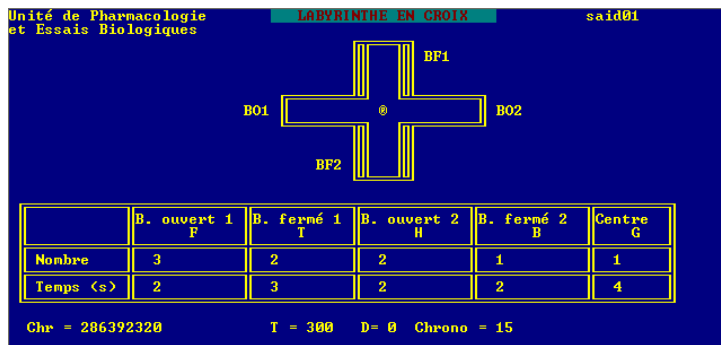 Unité de Pharmacologie LABYRINTHE EN CROIX said01
et Essais Biologiques
BF1
BO1 ® BO2
BF2
B. ouvert 1 B. fermé 1 B. ouvert 2 B. fermé 2 Centre
F T H B G
Nombre 3 2 2 1 1
Temps (s) 2 3 2 2 4
Chr = 286392320 T = 300 D= 0 Chrono = 15